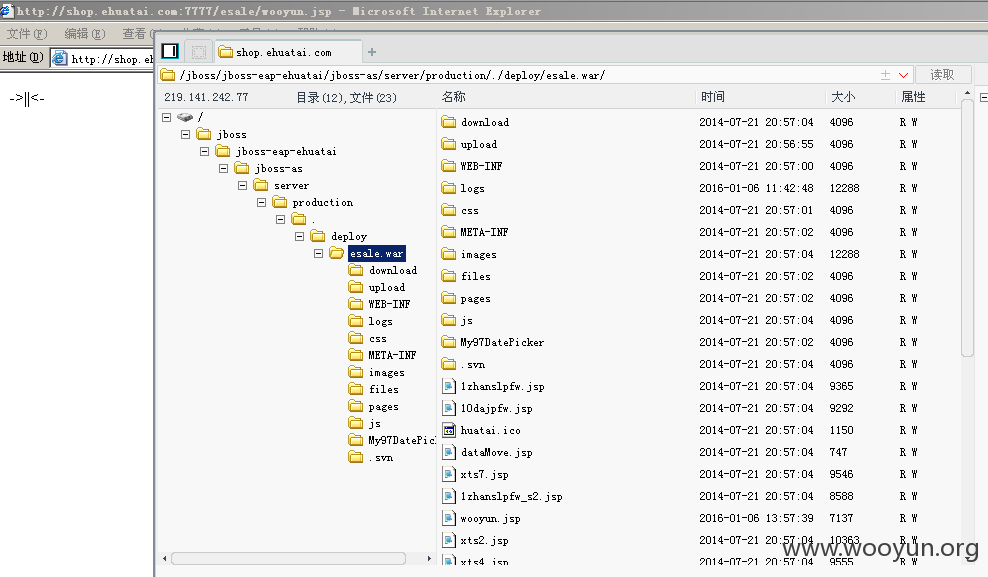 http://shop.ehuatai.com:7777/esale/wooyun.jsp - Microsoft Internet Explorer
文件(F) 编辑(E) 查看
地址(D) http://shop.eh
->||<-
shop.ehuatai.com
/jboss/jboss-eap-ehuatai/jboss-as/server/production/./deploy/esale.war/ 读取
219.141.242.77 目录(12),文件(23) 名称 时间 大小 属性
/
jboss
jboss-eap-ehuatai
jboss-as
server
production
.
deploy
esale.war
download
upload
WEB-INF
logs
css
META-INF
images
files
pages
js
My97DatePic
.svn
download 2014-07-21 20:57:04 4096 R W
upload 2014-07-21 20:56:55 4096 R W
WEB-INF 2014-07-21 20:57:00 4096 R W
logs 2016-01-06 11:42:48 12288 R W
css 2014-07-21 20:57:01 4096 R W
META-INF 2014-07-21 20:57:02 4096 R W
images 2014-07-21 20:57:04 12288 R W
files 2014-07-21 20:57:02 4096 R W
pages 2014-07-21 20:57:02 4096 R W
js 2014-07-21 20:57:04 4096 R W
My97DatePicker 2014-07-21 20:57:02 4096 R W
.svn 2014-07-21 20:57:04 4096 R W
1zhanslpfw.jsp 2014-07-21 20:57:04 9365 R W
10dajpfw.jsp 2014-07-21 20:57:04 9292 R W
huatai.ico 2014-07-21 20:57:04 1150 R W
dataMove.jsp 2014-07-21 20:57:04 747 R W
xts7.jsp 2014-07-21 20:57:04 9546 R W
1zhanslpfw_s2.jsp 2014-07-21 20:57:04 8588 R W
wooyun.jsp 2016-01-06 13:57:39 7137 R W
xts2.jsp 2014-07-21 20:57:04 10363 R W
xts4.jsp 2014-07-21 20:57:04 9555 R W
www.wooyun.org